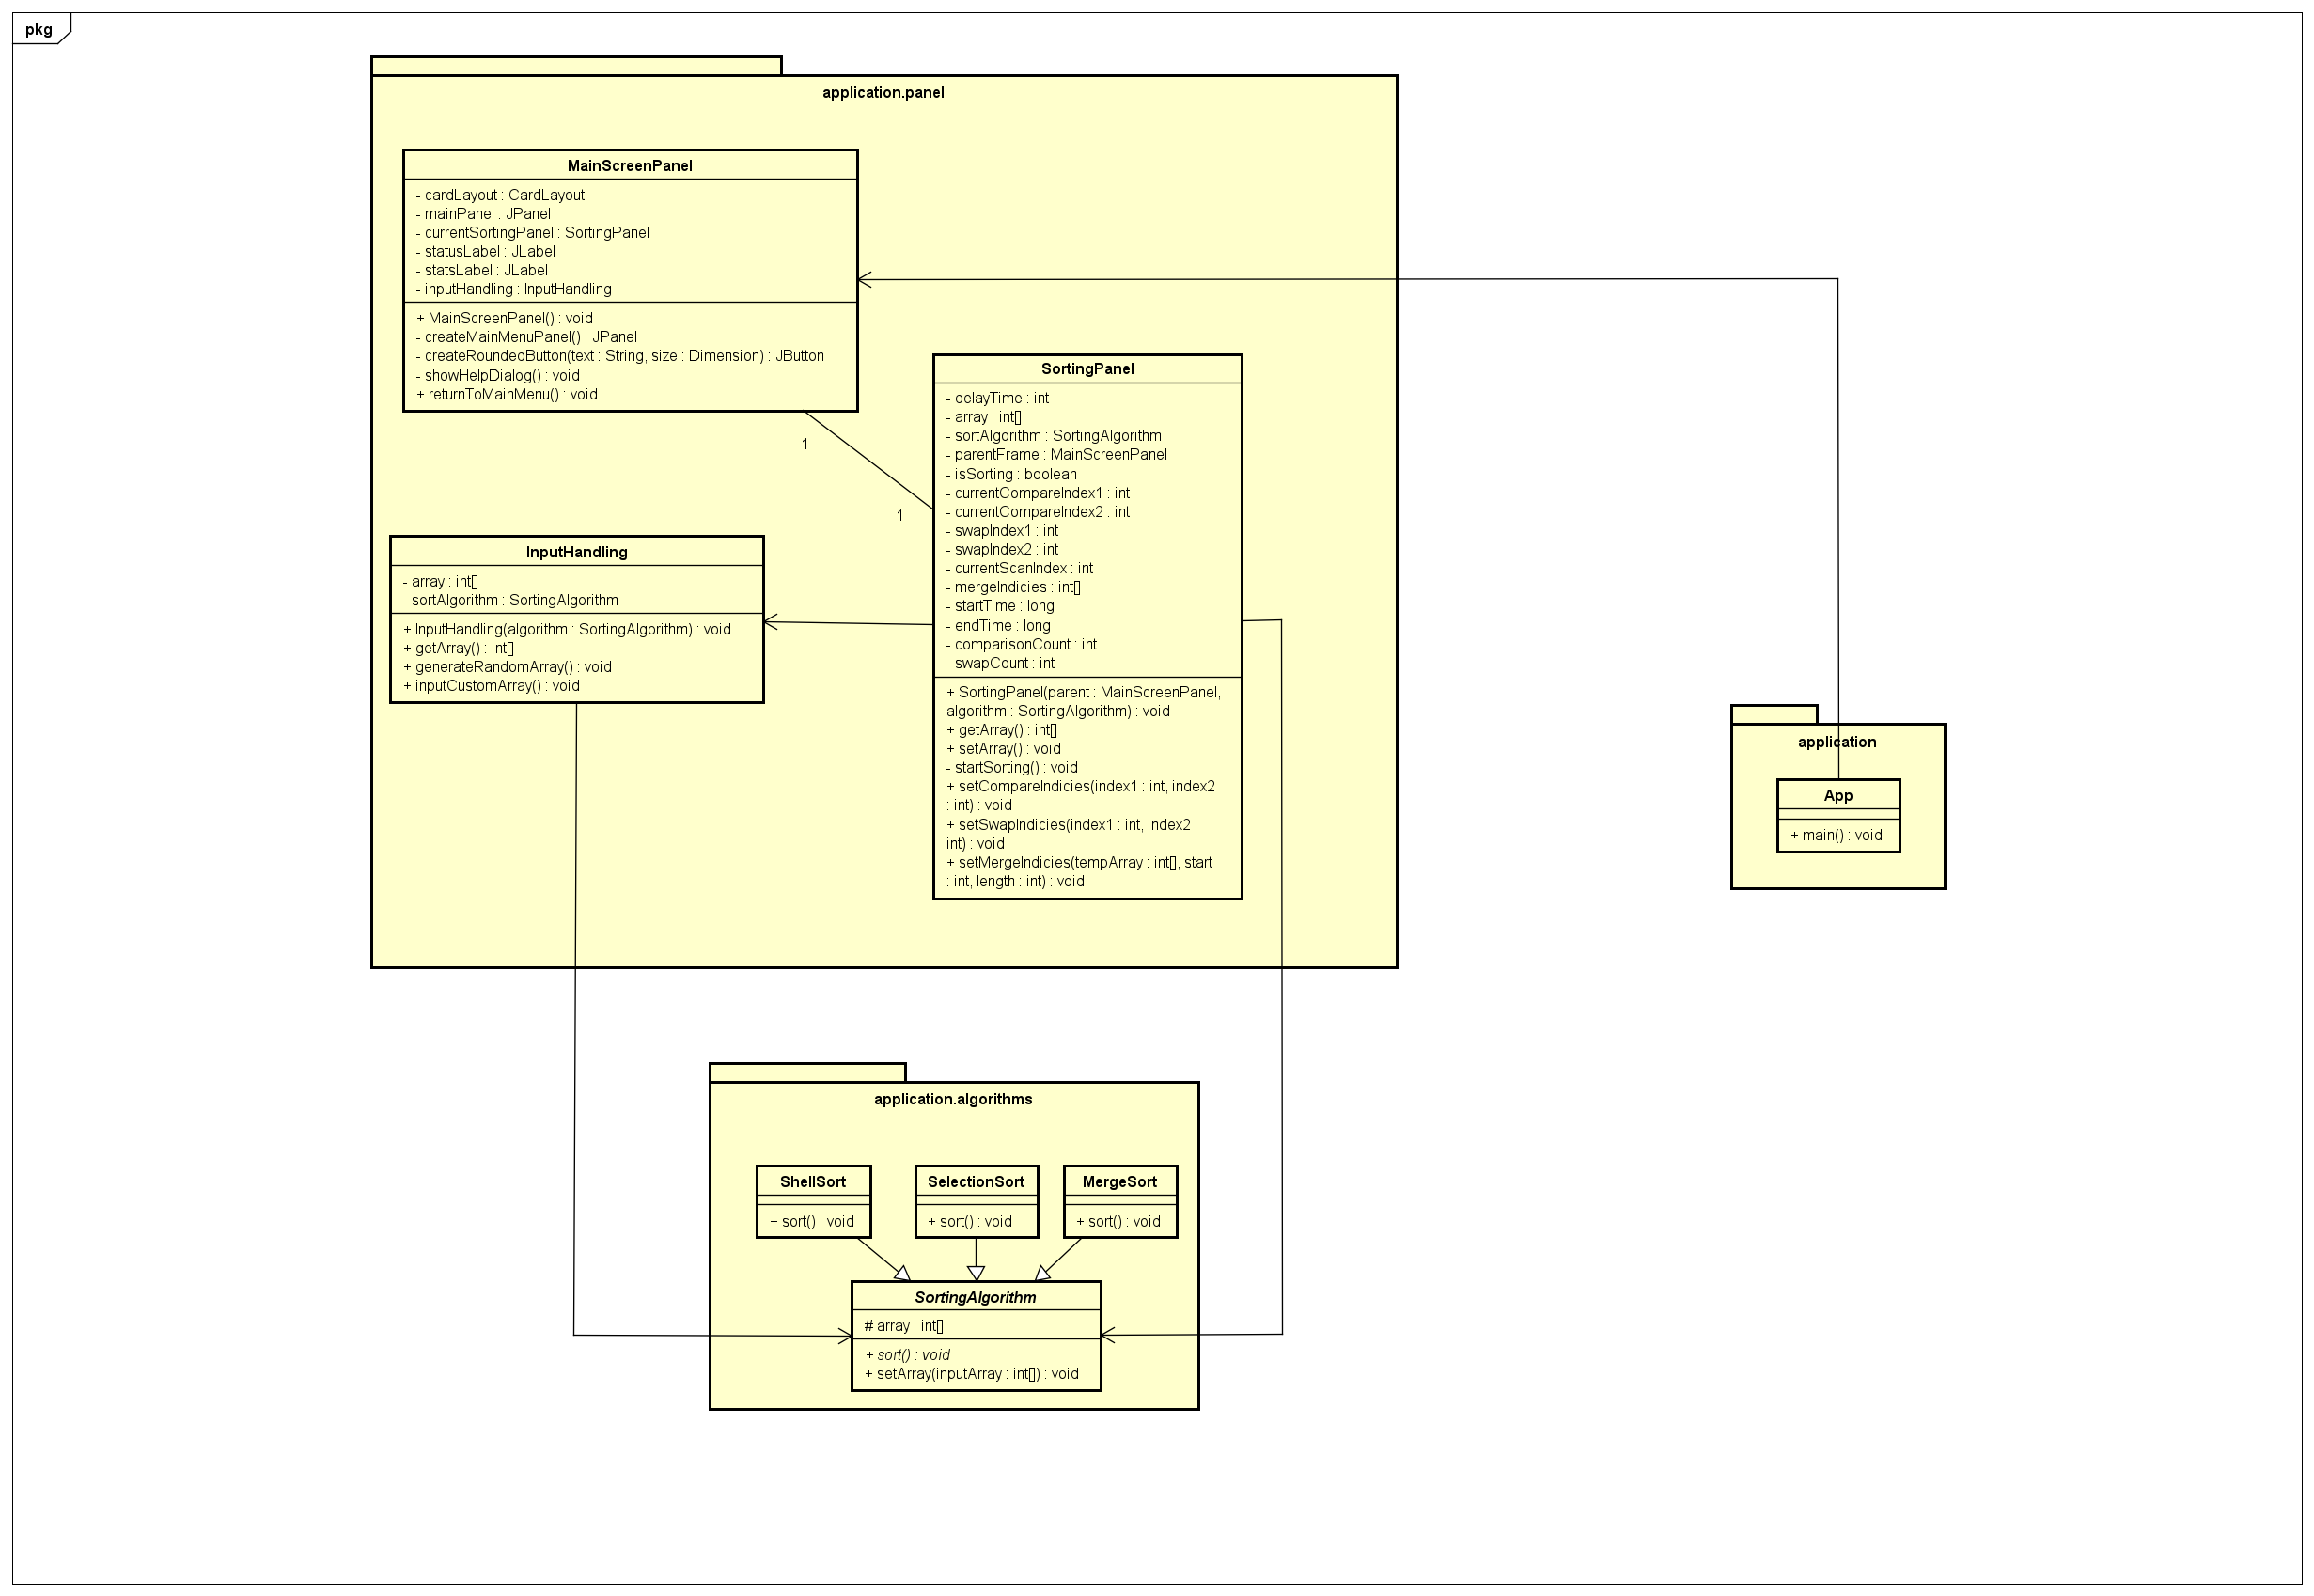 pkg
application.panel
MainScreenPanel
- cardLayout : CardLayout
- mainPanel : JPanel
- currentSortingPanel : SortingPanel
- statusLabel : JLabel
- statsLabel : JLabel
- inputHandling : InputHandling
+ MainScreenPanel() : void
- createMainMenuPanel() : JPanel
- createRoundedButton(text : String, size : Dimension) : JButton
- showHelpDialog() : void
+ returnToMainMenu() : void
1
1
SortingPanel
- delayTime : int
- array : int[]
- sortAlgorithm : SortingAlgorithm
- parentFrame : MainScreenPanel
- isSorting : boolean
- currentCompareIndex1 : int
- currentCompareIndex2 : int
- swapIndex1 : int
- swapIndex2 : int
- currentScanIndex : int
- mergeIndicies : int[]
- startTime : long
- endTime : long
- comparisonCount : int
- swapCount : int
+ SortingPanel(parent : MainScreenPanel,
algorithm : SortingAlgorithm) : void
+ getArray() : int[]
+ setArray() : void
- startSorting() : void
+ setCompareIndicies(index1 : int, index2
: int) : void
+ setSwapIndicies(index1 : int, index2 :
int) : void
+ setMergeIndicies(tempArray : int[], start
: int, length : int) : void
InputHandling
- array : int[]
- sortAlgorithm : SortingAlgorithm
+ InputHandling(algorithm : SortingAlgorithm) : void
+ getArray() : int[]
+ generateRandomArray() : void
+ inputCustomArray() : void
application
App
+ main() : void
application.algorithms
ShellSort
+ sort() : void
SelectionSort
+ sort() : void
MergeSort
+ sort() : void
SortingAlgorithm
# array : int[]
+ sort() : void
+ setArray(inputArray : int[]) : void